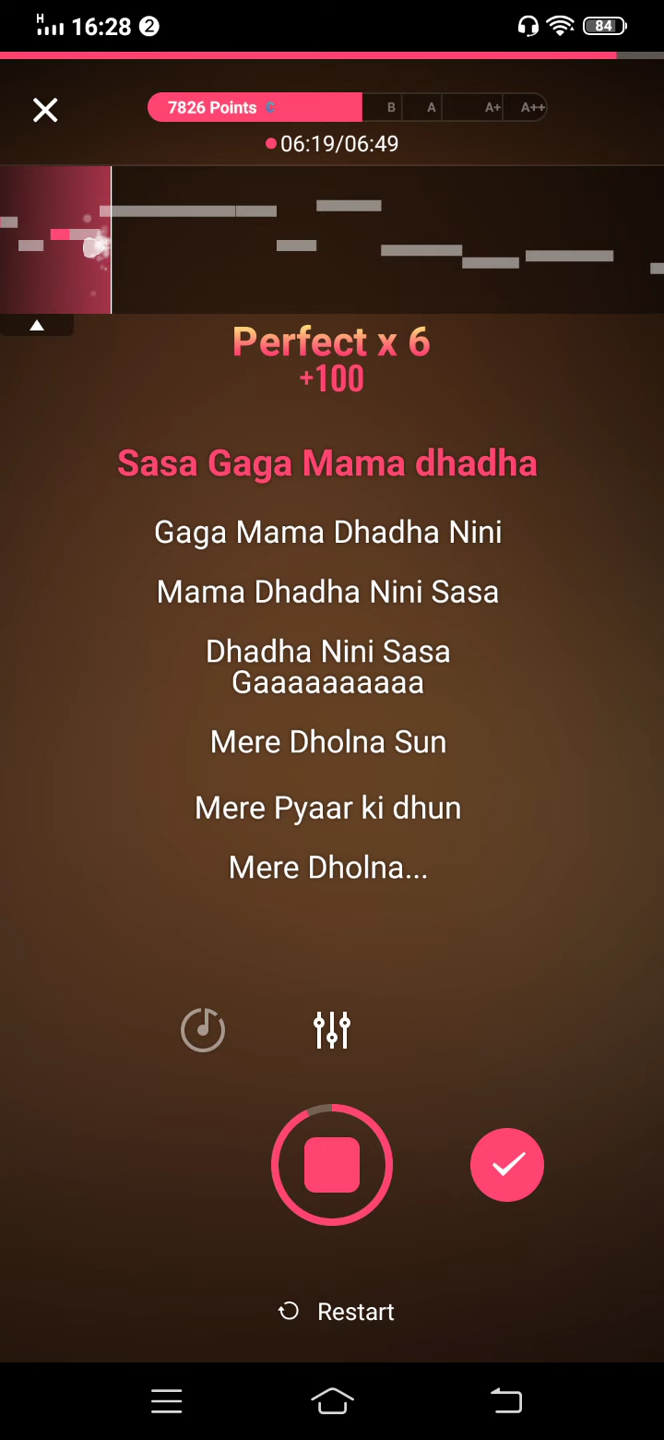 H 16:28 2 84
7826 Points C B A A+ A++
06:19/06:49
Perfect x 6
+100
Sasa Gaga Mama dhadha
Gaga Mama Dhadha Nini
Mama Dhadha Nini Sasa
Dhadha Nini Sasa
Gaaaaaaaaaa
Mere Dholna Sun
Mere Pyaar ki dhun
Mere Dholna...
Restart